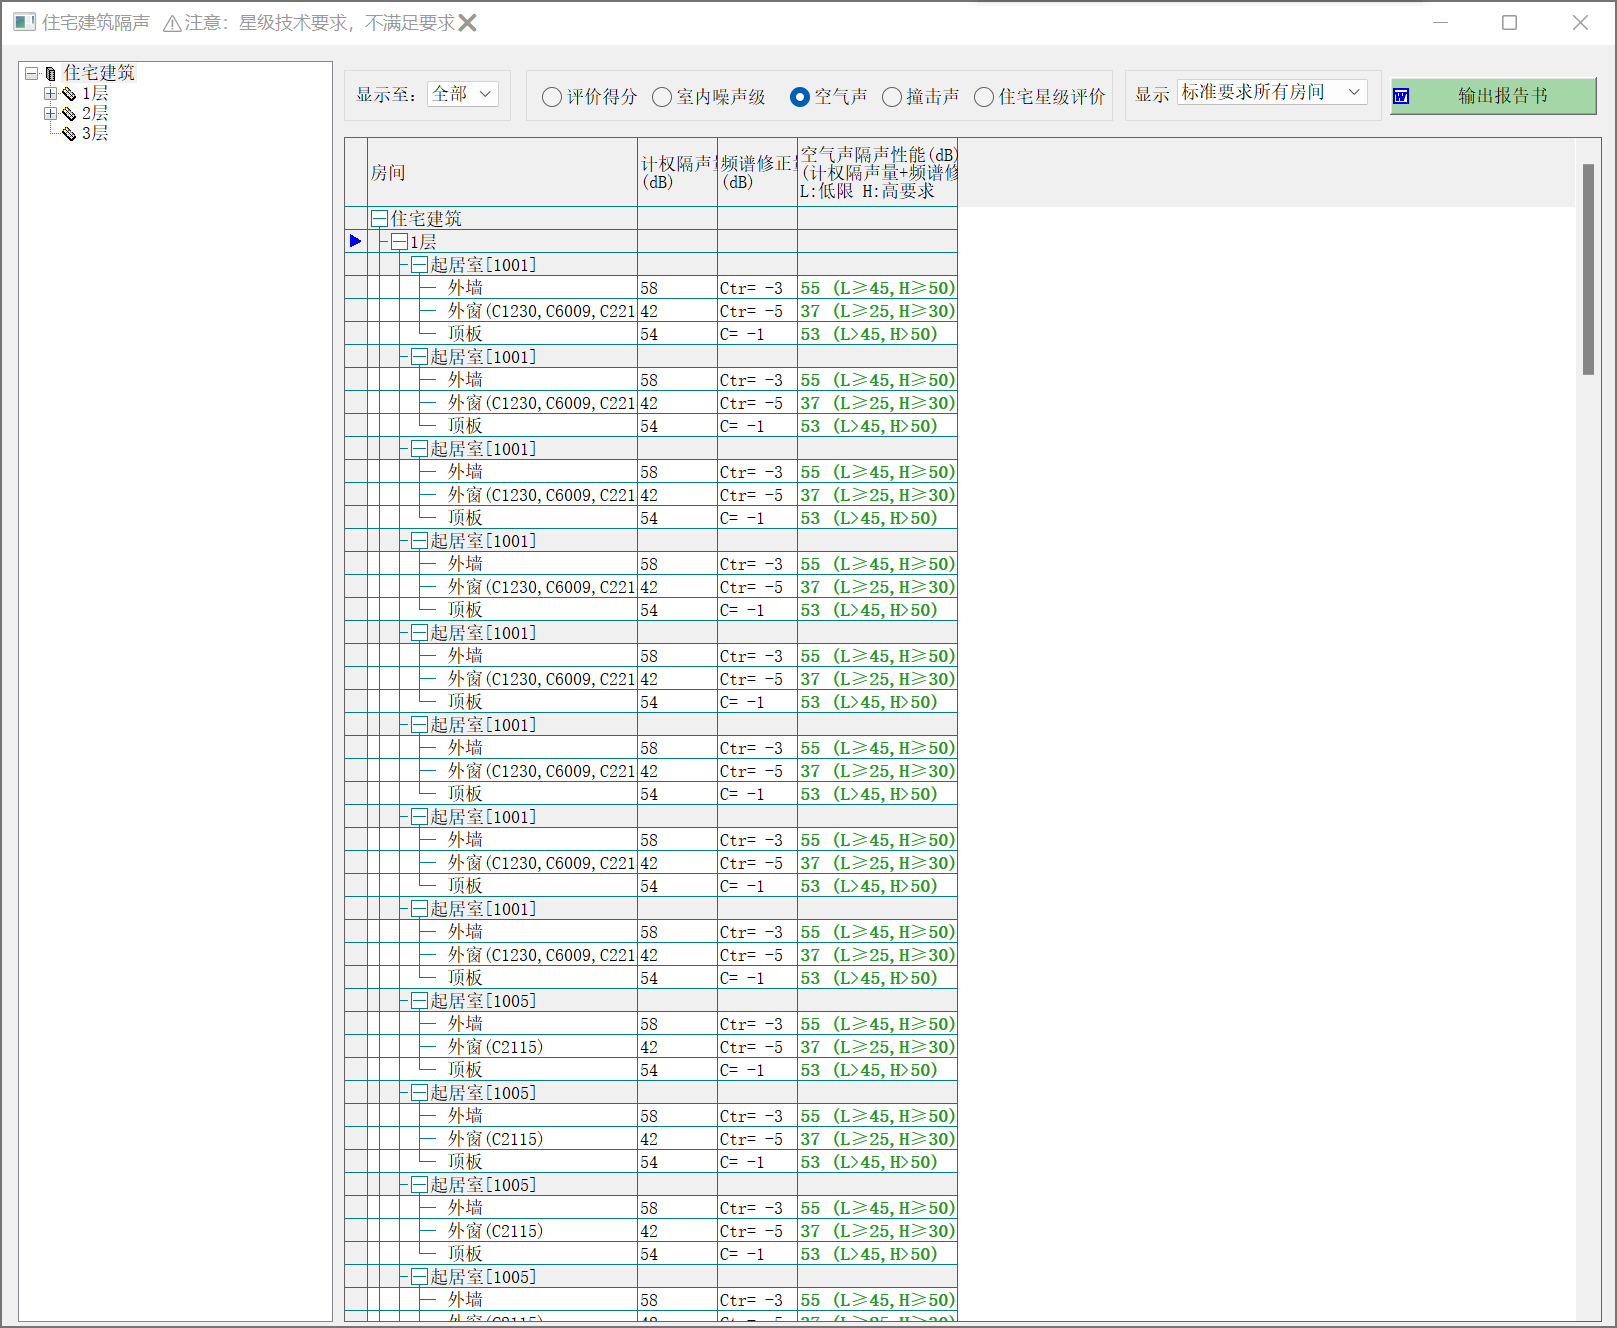 住宅建筑隔声 ⚠注意：星级技术要求，不满足要求❌
住宅建筑
1层
2层
3层
显示至： 全部
评价得分 室内噪声级 空气声 撞击声 住宅星级评价
显示 标准要求所有房间
输出报告书
房间 计权隔声 (dB) 频谱修正 (dB) 空气声隔声性能(dB)
(计权隔声量+频谱修
L:低限 H:高要求
住宅建筑
1层
起居室[1001]
外墙 58 Ctr= -3 55 (L≥45,H≥50)
外窗(C1230,C6009,C221 42 Ctr= -5 37 (L≥25,H≥30)
顶板 54 C= -1 53 (L>45,H>50)
起居室[1001]
外墙 58 Ctr= -3 55 (L≥45,H≥50)
外窗(C1230,C6009,C221 42 Ctr= -5 37 (L≥25,H≥30)
顶板 54 C= -1 53 (L>45,H>50)
起居室[1001]
外墙 58 Ctr= -3 55 (L≥45,H≥50)
外窗(C1230,C6009,C221 42 Ctr= -5 37 (L≥25,H≥30)
顶板 54 C= -1 53 (L>45,H>50)
起居室[1001]
外墙 58 Ctr= -3 55 (L≥45,H≥50)
外窗(C1230,C6009,C221 42 Ctr= -5 37 (L≥25,H≥30)
顶板 54 C= -1 53 (L>45,H>50)
起居室[1001]
外墙 58 Ctr= -3 55 (L≥45,H≥50)
外窗(C1230,C6009,C221 42 Ctr= -5 37 (L≥25,H≥30)
顶板 54 C= -1 53 (L>45,H>50)
起居室[1001]
外墙 58 Ctr= -3 55 (L≥45,H≥50)
外窗(C1230,C6009,C221 42 Ctr= -5 37 (L≥25,H≥30)
顶板 54 C= -1 53 (L>45,H>50)
起居室[1001]
外墙 58 Ctr= -3 55 (L≥45,H≥50)
外窗(C1230,C6009,C221 42 Ctr= -5 37 (L≥25,H≥30)
顶板 54 C= -1 53 (L>45,H>50)
起居室[1001]
外墙 58 Ctr= -3 55 (L≥45,H≥50)
外窗(C1230,C6009,C221 42 Ctr= -5 37 (L≥25,H≥30)
顶板 54 C= -1 53 (L>45,H>50)
起居室[1005]
外墙 58 Ctr= -3 55 (L≥45,H≥50)
外窗(C2115) 42 Ctr= -5 37 (L≥25,H≥30)
顶板 54 C= -1 53 (L>45,H>50)
起居室[1005]
外墙 58 Ctr= -3 55 (L≥45,H≥50)
外窗(C2115) 42 Ctr= -5 37 (L≥25,H≥30)
顶板 54 C= -1 53 (L>45,H>50)
起居室[1005]
外墙 58 Ctr= -3 55 (L≥45,H≥50)
外窗(C2115) 42 Ctr= -5 37 (L≥25,H≥30)
顶板 54 C= -1 53 (L>45,H>50)
起居室[1005]
外墙 58 Ctr= -3 55 (L≥45,H≥50)